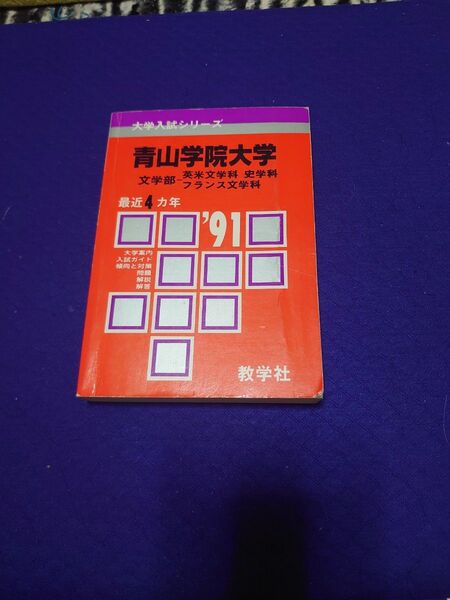 大学入試シリーズ
青山学院大学
文学部-英米文学科 史学科
フランス文学科
最近4カ年
'91
大学案内
入試ガイド
傾向と対策
問題
解説
解答
教学社